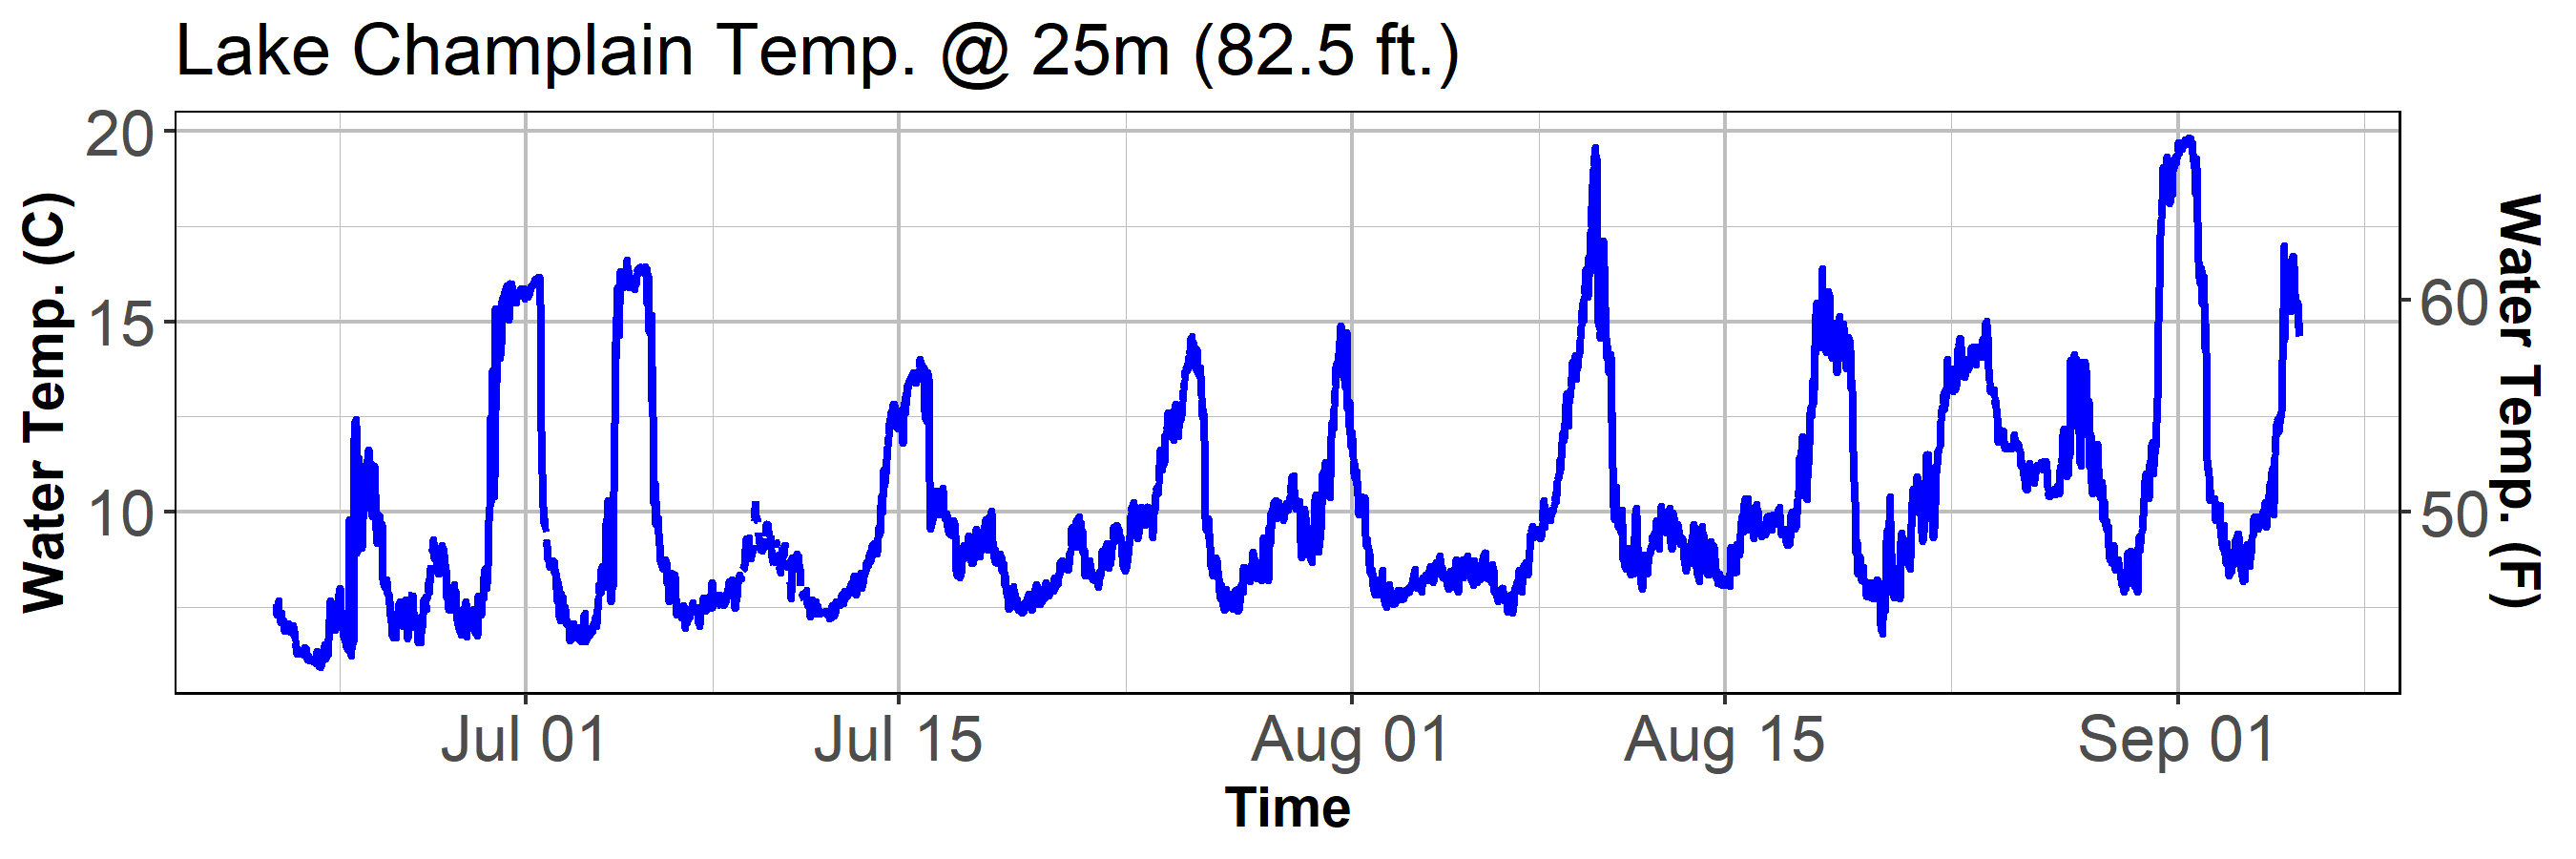 Lake Champlain Temp. @ 25m (82.5 ft.)
Water Temp. (C)
20
15
10
60
50
Water Temp. (F)
Jul 01
Jul 15
Aug 01
Aug 15
Sep 01
Time